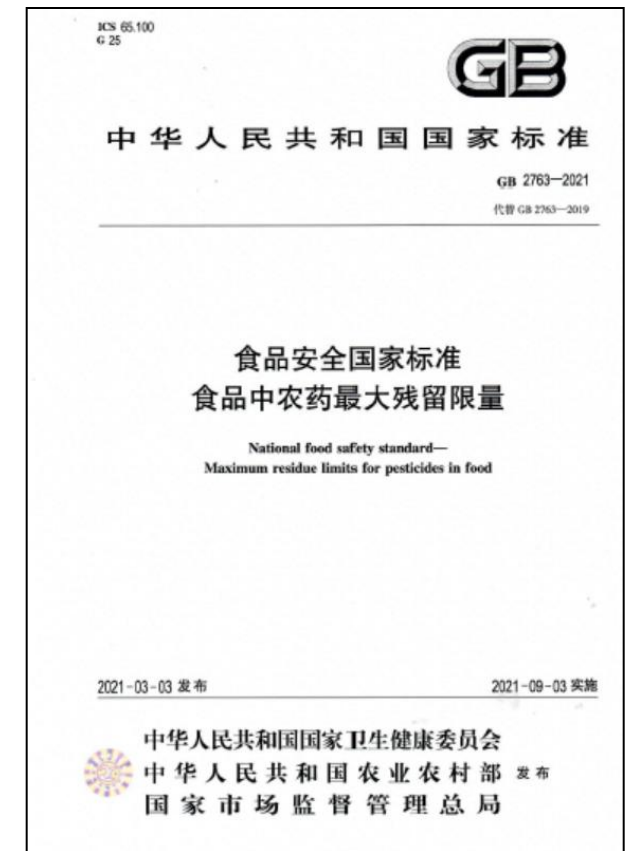 ICS 65.100
G 25
GB
中华人民共和国国家标准
GB 2763—2021
代替 GB 2763—2019
食品安全国家标准
食品中农药最大残留限量
National food safety standard—
Maximum residue limits for pesticides in food
2021-03-03 发布
2021-09-03 实施
中华人民共和国国家卫生健康委员会
中华人民共和国农业农村部 发布
国家市场监督管理总局